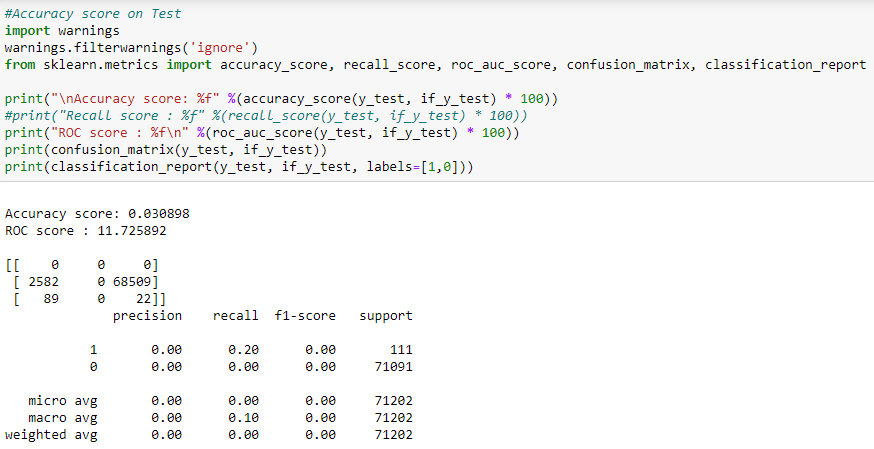 #Accuracy score on Test
import warnings
warnings.filterwarnings('ignore')
from sklearn.metrics import accuracy_score, recall_score, roc_auc_score, confusion_matrix, classification_report
print("\nAccuracy score: %f" %(accuracy_score(y_test, if_y_test) * 100))
#print("Recall score : %f" %(recall_score(y_test, if_y_test) * 100))
print("ROC score : %f\n" %(roc_auc_score(y_test, if_y_test) * 100))
print(confusion_matrix(y_test, if_y_test))
print(classification_report(y_test, if_y_test, labels=[1,0]))
Accuracy score: 0.030898
ROC score : 11.725892
[[    0     0     0]
 [ 2582     0 68509]
 [   89     0    22]]
              precision    recall  f1-score   support
           1       0.00      0.20      0.00       111
           0       0.00      0.00      0.00     71091
   micro avg       0.00      0.00      0.00     71202
   macro avg       0.00      0.10      0.00     71202
weighted avg       0.00      0.00      0.00     71202